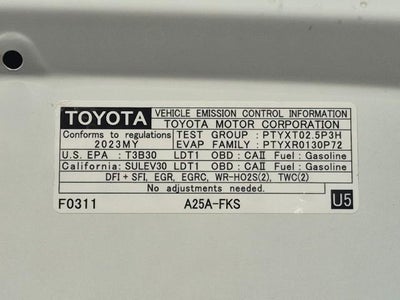 TOYOTA VEHICLE EMISSION CONTROL INFORMATION
TOYOTA MOTOR CORPORATION
Conforms to regulations TEST GROUP : PTYXT02.5P3H
2023MY EVAP FAMILY : PTYXR0130P72
U.S. EPA : T3B30 LDT1 OBD : CAII Fuel : Gasoline
California: SULEV30 LDT1 OBD : CAII Fuel : Gasoline
DFI + SFI, EGR, EGRC, WR-HO2S(2), TWC(2)
No adjustments needed.
F0311 A25A-FKS U5